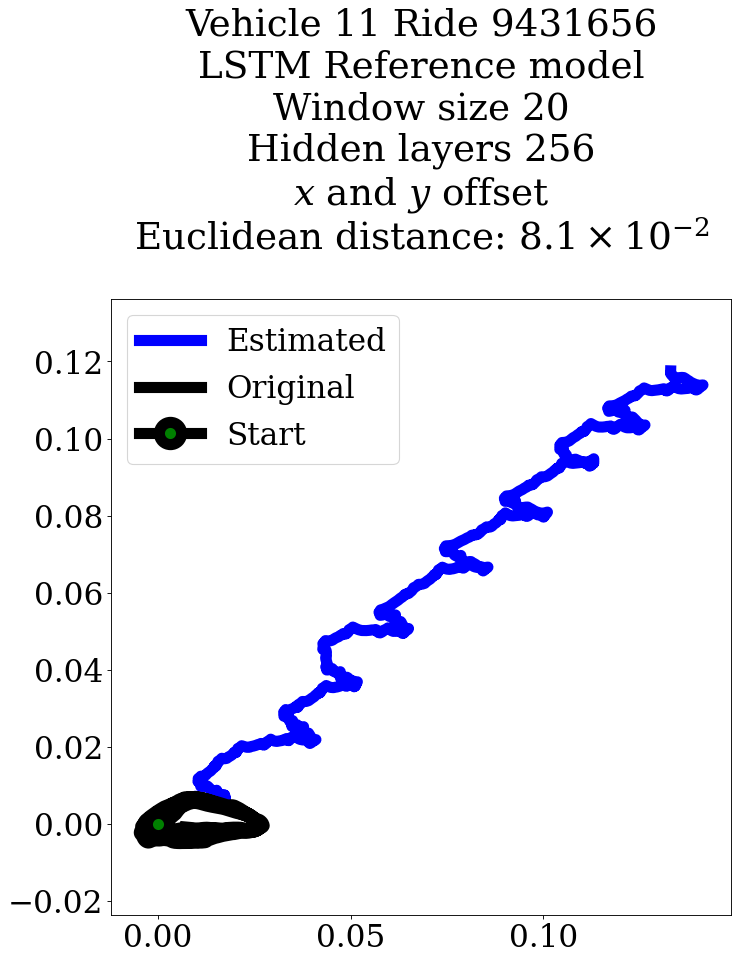 Vehicle 11 Ride 9431656
LSTM Reference model
Window size 20
Hidden layers 256
x and y offset
Euclidean distance: 8.1 × 10⁻²
Estimated
Original
Start
0.12
0.10
0.08
0.06
0.04
0.02
0.00
−0.02
0.00 0.05 0.10